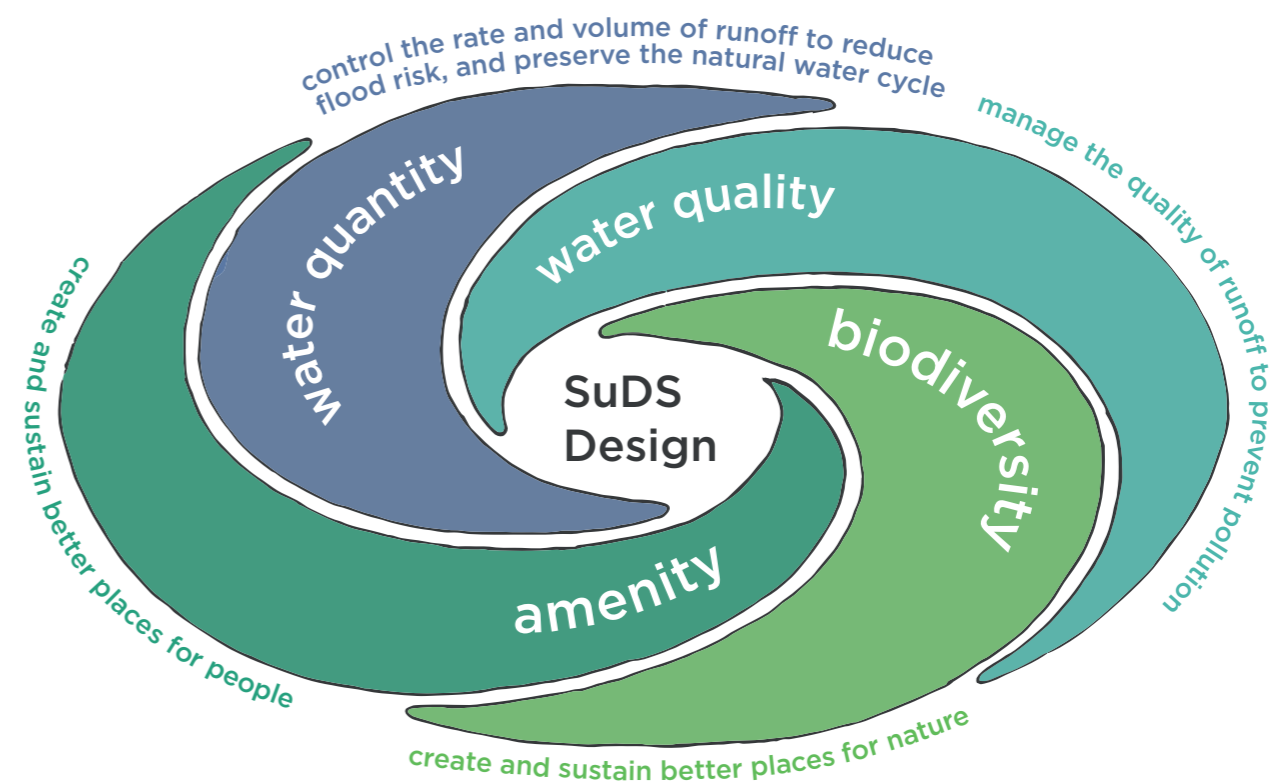 control the rate and volume of runoff to reduce
flood risk, and preserve the natural water cycle
manage the quality of runoff to prevent pollution
water quantity
water quality
biodiversity
SuDS
Design
amenity
create and sustain better places for people
create and sustain better places for nature